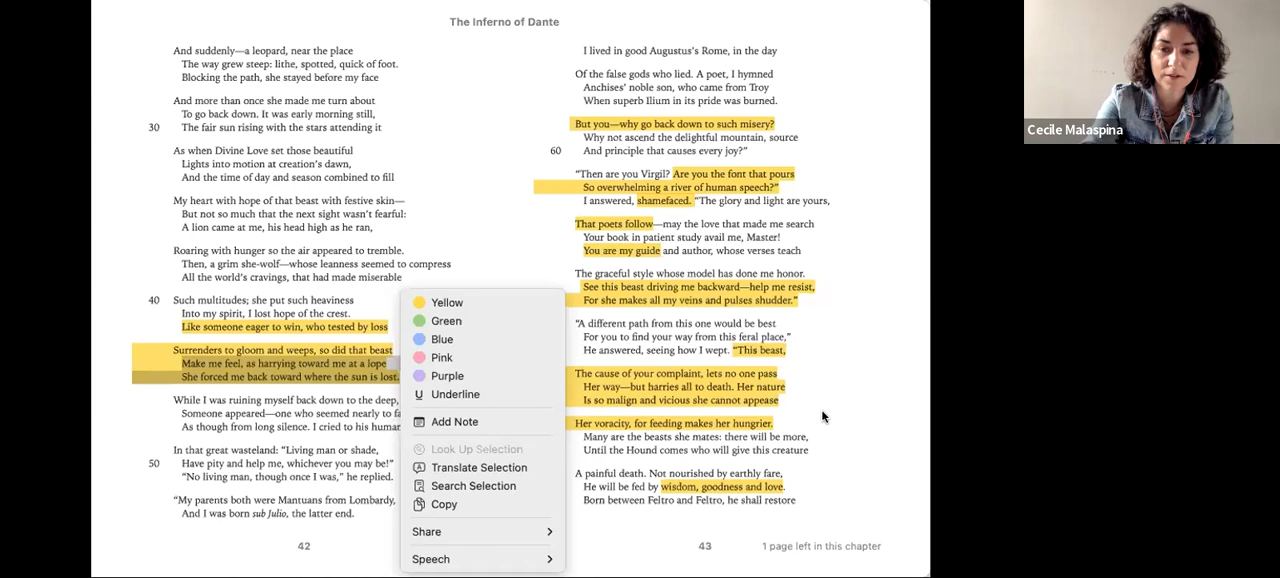 The Inferno of Dante
And suddenly—a leopard, near the place
The way grew steep: lithe, spotted, quick of foot.
Blocking the path, she stayed before my face
And more than once she made me turn about
To go back down. It was early morning still,
30 The fair sun rising with the stars attending it
As when Divine Love set those beautiful
Lights into motion at creation's dawn,
And the time of day and season combined to fill
My heart with hope of that beast with festive skin—
But not so much that the next sight wasn't fearful:
A lion came at me, his head high as he ran,
Roaring with hunger so the air appeared to tremble.
Then, a grim she-wolf—whose leanness seemed to compress
All the world's cravings, that had made miserable
40 Such multitudes; she put such heaviness
Into my spirit, I lost hope of the crest.
Like someone eager to win, who tested by loss
Surrenders to gloom and weeps, so did that beast
Make me feel, as harrying toward me at a lope
She forced me back toward where the sun is lost.
While I was ruining myself back down to the deep,
Someone appeared—one who seemed nearly to fa
As though from long silence. I cried to his human
In that great wasteland: “Living man or shade,
50 Have pity and help me, whichever you may be!”
“No living man, though once I was,” he replied.
“My parents both were Mantuans from Lombardy,
And I was born sub Julio, the latter end.
42
I lived in good Augustus's Rome, in the day
Of the false gods who lied. A poet, I hymned
Anchises' noble son, who came from Troy
When superb Ilium in its pride was burned.
But you—why go back down to such misery?
Why not ascend the delightful mountain, source
60 And principle that causes every joy?”
“Then are you Virgil? Are you the font that pours
So overwhelming a river of human speech?”
I answered, shamefaced. “The glory and light are yours,
That poets follow—may the love that made me search
Your book in patient study avail me, Master!
You are my guide and author, whose verses teach
The graceful style whose model has done me honor.
See this beast driving me backward—help me resist,
For she makes all my veins and pulses shudder.”
“A different path from this one would be best
For you to find your way from this feral place,”
He answered, seeing how I wept. “This beast,
The cause of your complaint, lets no one pass
Her way—but harries all to death. Her nature
Is so malign and vicious she cannot appease
Her voracity, for feeding makes her hungrier.
Many are the beasts she mates: there will be more,
Until the Hound comes who will give this creature
A painful death. Not nourished by earthly fare,
He will be fed by wisdom, goodness and love.
Born between Feltro and Feltro, he shall restore
43
1 page left in this chapter
Yellow
Green
Blue
Pink
Purple
U Underline
Add Note
Look Up Selection
Translate Selection
Search Selection
Copy
Share
Speech
Cecile Malaspina